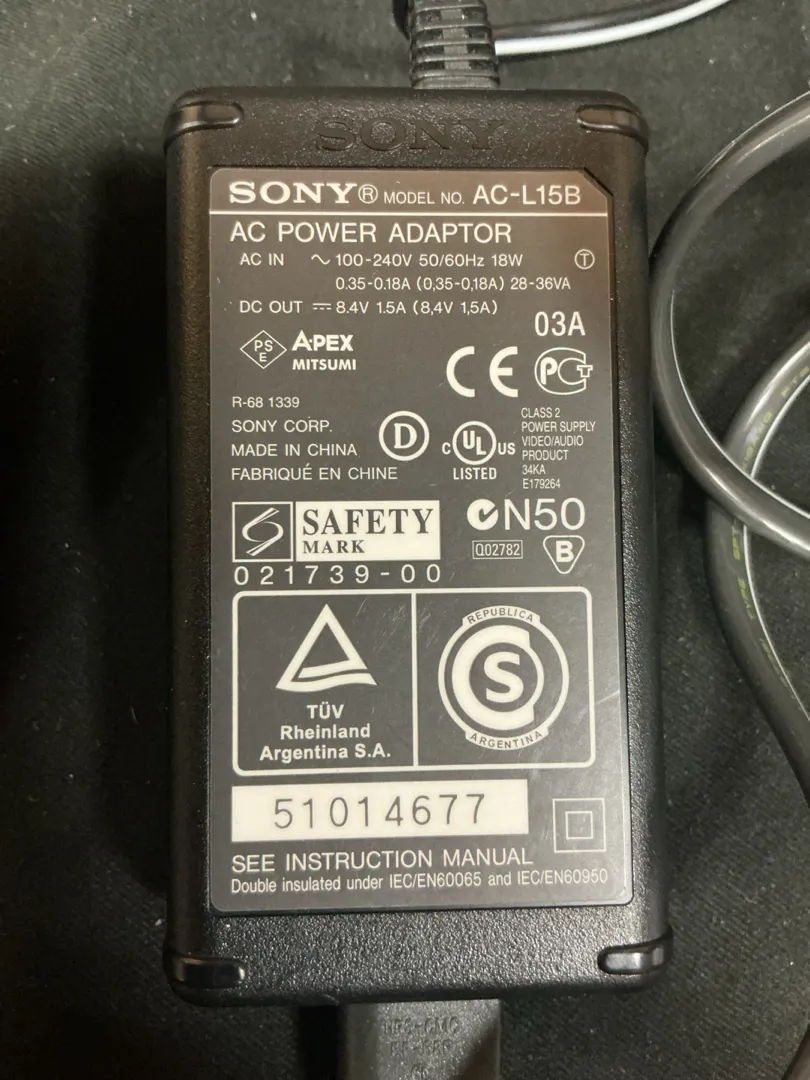 SONY
SONY® MODEL NO. AC-L15B
AC POWER ADAPTOR
AC IN ~ 100-240V 50/60Hz 18W T
0.35-0.18A (0,35-0,18A) 28-36VA
DC OUT ⎓ 8.4V 1.5A (8,4V 1,5A)
03A
PS
E
APEX
MITSUMI
CE PCT
R-68 1339
SONY CORP.
MADE IN CHINA
FABRIQUÉ EN CHINE
D
C UL US
LISTED
CLASS 2
POWER SUPPLY
VIDEO/AUDIO
PRODUCT
34KA
E179264
SAFETY
MARK
021739-00
N50
Q02782 B
TÜV
Rheinland
Argentina S.A.
REPUBLICA
S
ARGENTINA
51014677
SEE INSTRUCTION MANUAL
Double insulated under IEC/EN60065 and IEC/EN60950